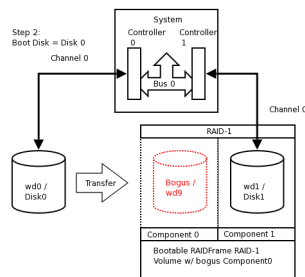 System
Step 2:
Boot Disk = Disk 0
Controller 0
Controller 1
Channel 0
Bus 0
Channel 0
RAID-1
wd0 /
Disk0
Transfer
Bogus /
wd9
wd1 /
Disk1
Component 0
Component 1
Bootable RAIDFrame RAID-1
Volume w/ bogus Component0